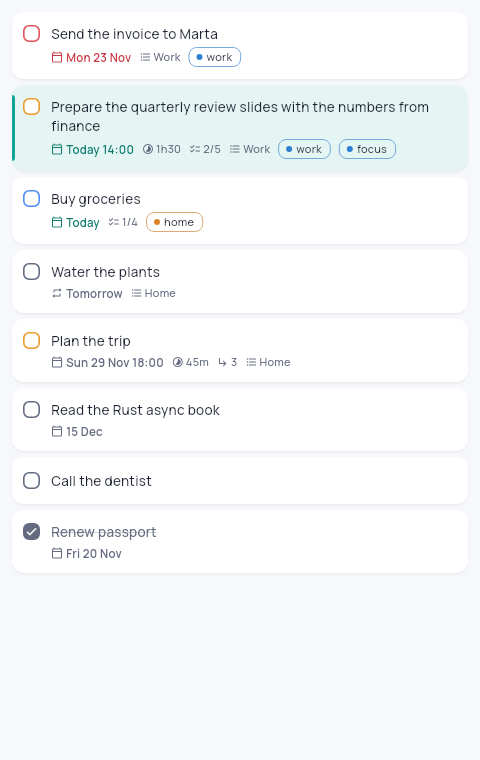 Send the invoice to Marta
Mon 23 Nov Work work
Prepare the quarterly review slides with the numbers from
finance
Today 14:00 1h30 2/5 Work work focus
Buy groceries
Today 1/4 home
Water the plants
Tomorrow Home
Plan the trip
Sun 29 Nov 18:00 45m 3 Home
Read the Rust async book
15 Dec
Call the dentist
Renew passport
Fri 20 Nov